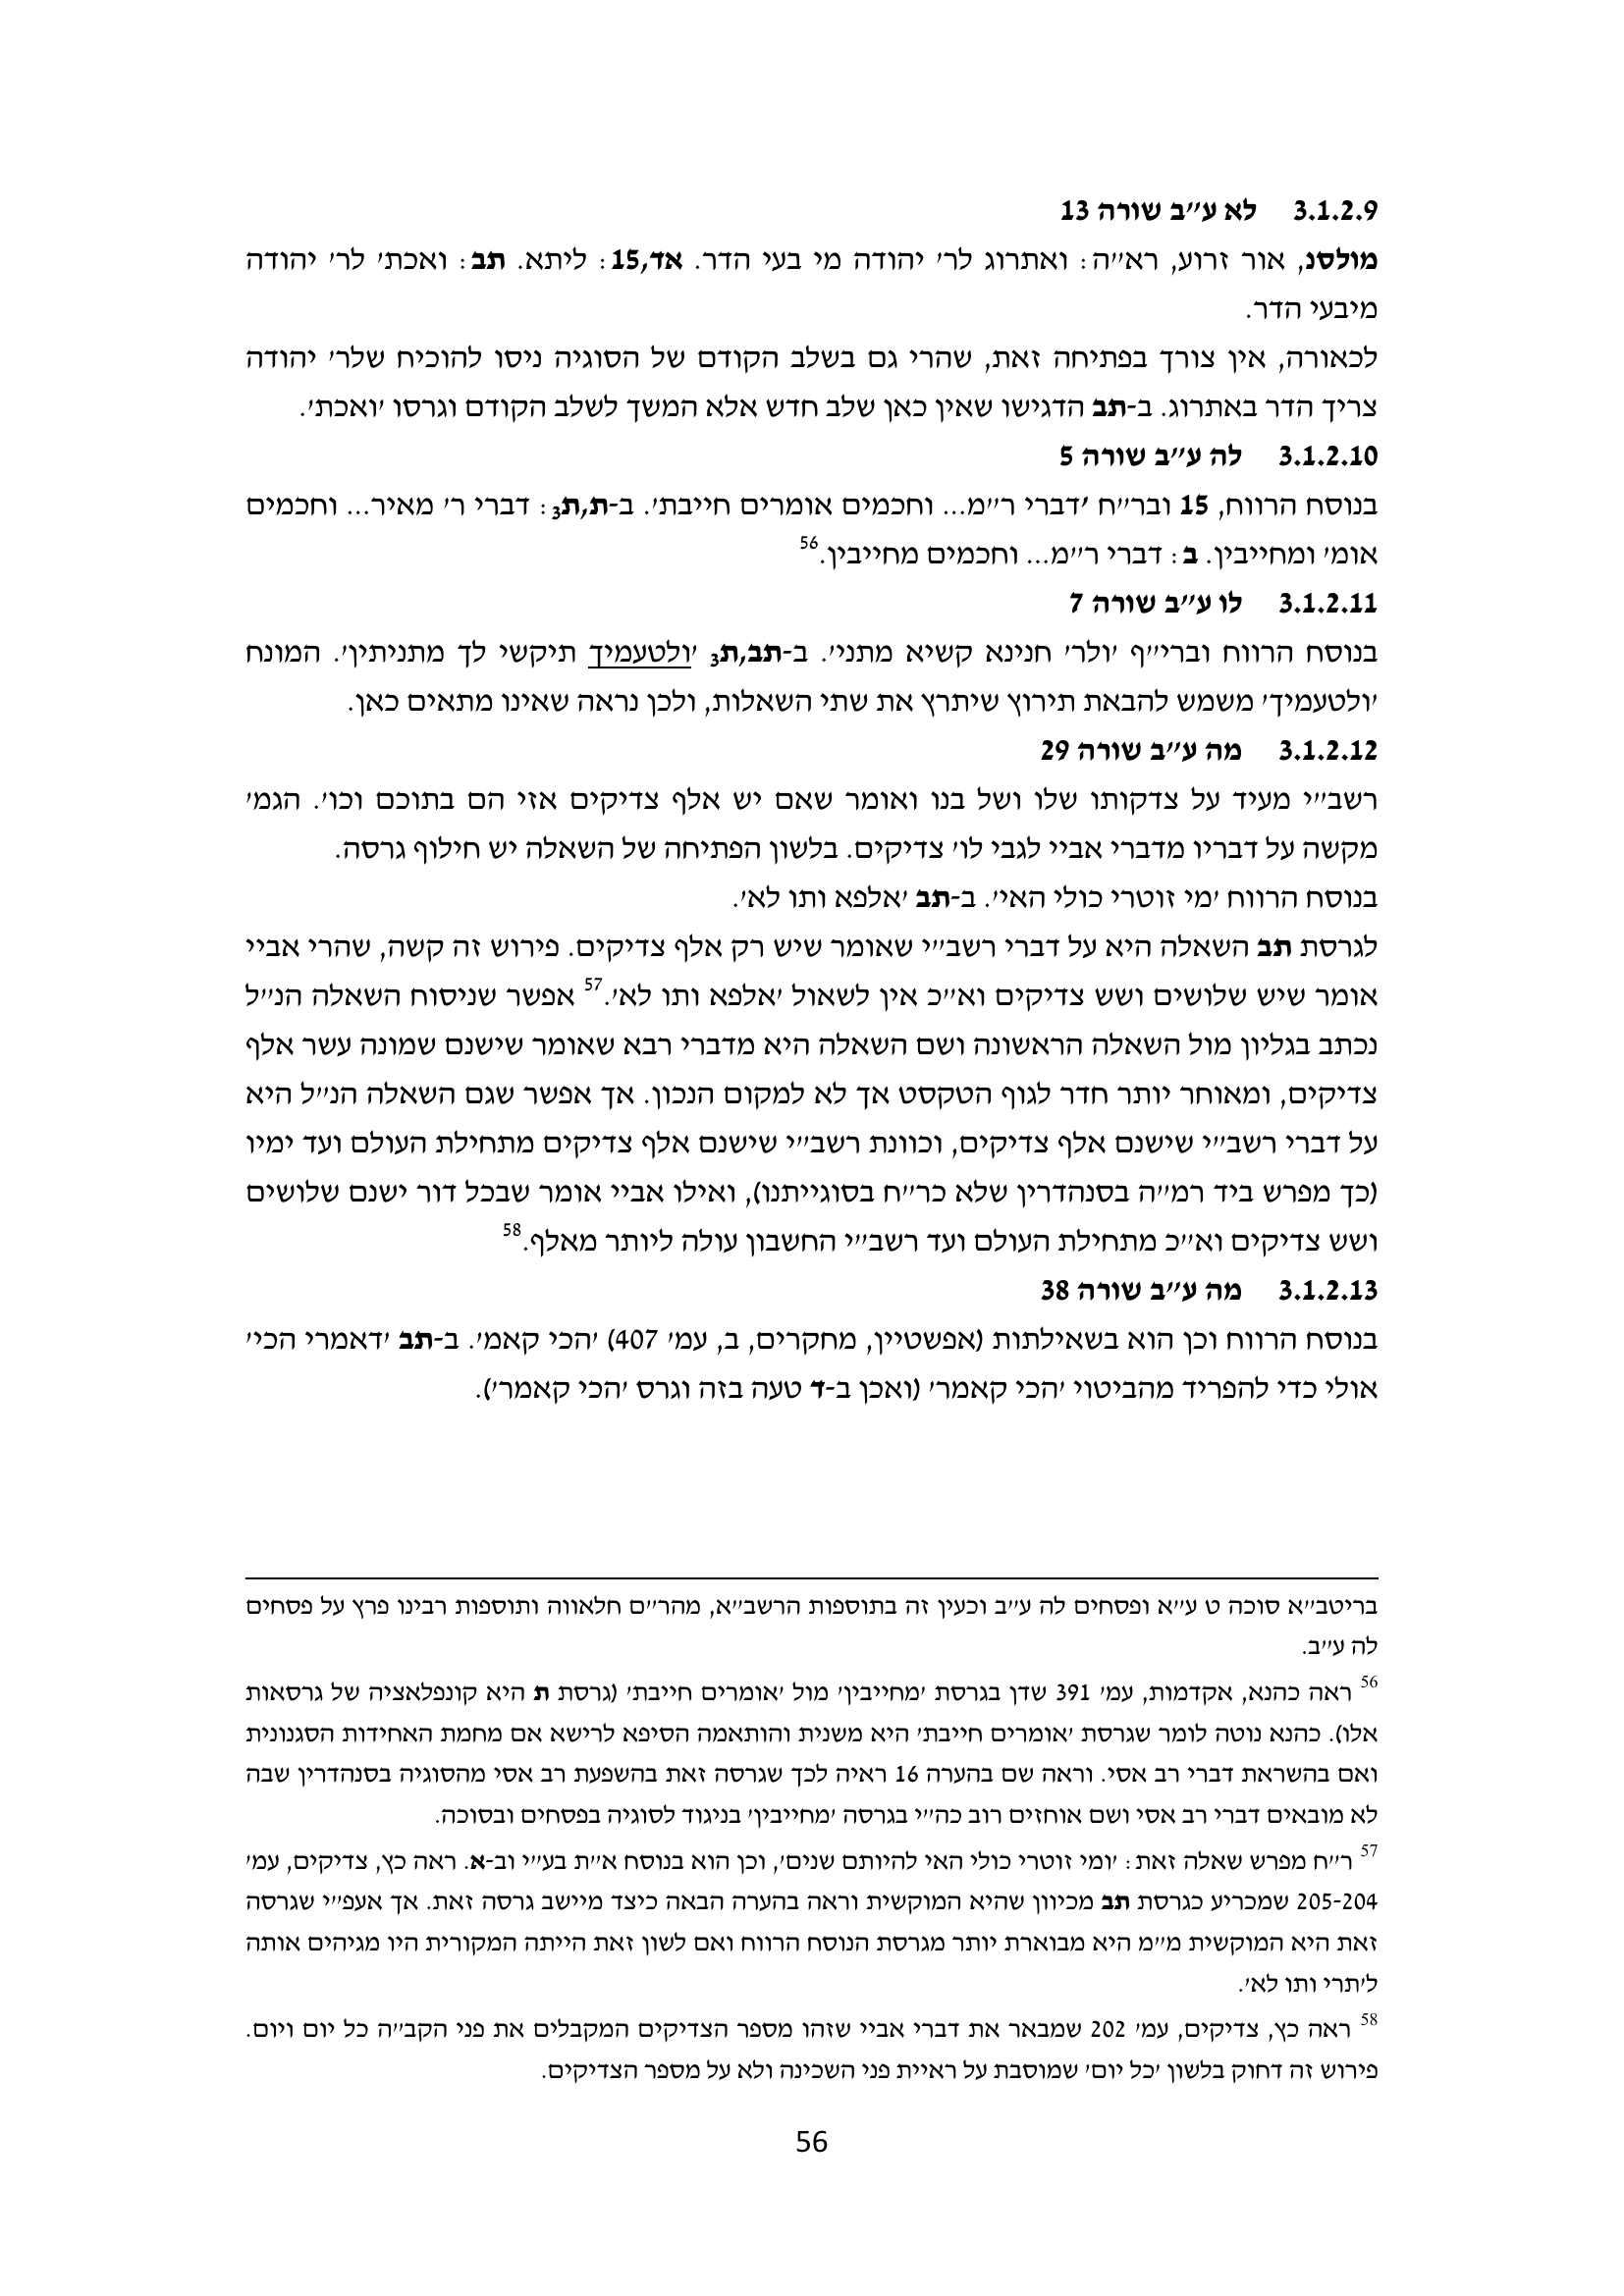 3.1.2.9 לא ע"ב שורה 13
מולסנ, אור זרוע, רא"ה: ואתרוג לר' יהודה מי בעי הדר. אד,15: ליתא. תב: ואכת' לר' יהודה
מיבעי הדר.
לכאורה, אין צורך בפתיחה זאת, שהרי גם בשלב הקודם של הסוגיה ניסו להוכיח שלר' יהודה
צריך הדר באתרוג. ב-תב הדגישו שאין כאן שלב חדש אלא המשך לשלב הקודם וגרסו 'ואכת'.
3.1.2.10 לה ע"ב שורה 5
בנוסח הרווח, 15 ובר"ח 'דברי ר"מ... וחכמים אומרים חייבת'. ב-ת,ת3: דברי ר' מאיר... וחכמים
אומ' ומחייבין. ב: דברי ר"מ... וחכמים מחייבין.56
3.1.2.11 לו ע"ב שורה 7
בנוסח הרווח וברי"ף 'ולר' חנינא קשיא מתני'. ב-תב,ת3 'ולטעמיך תיקשי לך מתניתין'. המונח
'ולטעמיך' משמש להבאת תירוץ שיתרץ את שתי השאלות, ולכן נראה שאינו מתאים כאן.
3.1.2.12 מה ע"ב שורה 29
רשב"י מעיד על צדקותו שלו ושל בנו ואומר שאם יש אלף צדיקים אזי הם בתוכם וכו'. הגמ'
מקשה על דבריו מדברי אביי לגבי לו' צדיקים. בלשון הפתיחה של השאלה יש חילוף גרסה.
בנוסח הרווח 'מי זוטרי כולי האי'. ב-תב 'אלפא ותו לא'.
לגרסת תב השאלה היא על דברי רשב"י שאומר שיש רק אלף צדיקים. פירוש זה קשה, שהרי אביי
אומר שיש שלושים ושש צדיקים וא"כ אין לשאול 'אלפא ותו לא'.57 אפשר שניסוח השאלה הנ"ל
נכתב בגליון מול השאלה הראשונה ושם השאלה היא מדברי רבא שאומר שישנם שמונה עשר אלף
צדיקים, ומאוחר יותר חדר לגוף הטקסט אך לא למקום הנכון. אך אפשר שגם השאלה הנ"ל היא
על דברי רשב"י שישנם אלף צדיקים, וכוונת רשב"י שישנם אלף צדיקים מתחילת העולם ועד ימיו
(כך מפרש ביד רמ"ה בסנהדרין שלא כר"ח בסוגייתנו), ואילו אביי אומר שבכל דור ישנם שלושים
ושש צדיקים וא"כ מתחילת העולם ועד רשב"י החשבון עולה ליותר מאלף.58
3.1.2.13 מה ע"ב שורה 38
בנוסח הרווח וכן הוא בשאילתות (אפשטיין, מחקרים, ב, עמ' 407) 'הכי קאמ'. ב-תב 'דאמרי הכי'
אולי כדי להפריד מהביטוי 'הכי קאמר' (ואכן ב-ד טעה בזה וגרס 'הכי קאמר').
בריטב"א סוכה ט ע"א ופסחים לה ע"ב וכעין זה בתוספות הרשב"א, מהר"ם חלאווה ותוספות רבינו פרץ על פסחים
לה ע"ב.
56 ראה כהנא, אקדמות, עמ' 391 שדן בגרסת 'מחייבין' מול 'אומרים חייבת' (גרסת ת היא קונפלאציה של גרסאות
אלו). כהנא נוטה לומר שגרסת 'אומרים חייבת' היא משנית והותאמה הסיפא לרישא אם מחמת האחידות הסגנונית
ואם בהשראת דברי רב אסי. וראה שם בהערה 16 ראיה לכך שגרסה זאת בהשפעת רב אסי מהסוגיה בסנהדרין שבה
לא מובאים דברי רב אסי ושם אוחזים רוב כה"י בגרסה 'מחייבין' בניגוד לסוגיה בפסחים ובסוכה.
57 ר"ח מפרש שאלה זאת: 'ומי זוטרי כולי האי להיותם שנים', וכן הוא בנוסח א"ת בע"י וב-א. ראה כץ, צדיקים, עמ'
205-204 שמכריע כגרסת תב מכיוון שהיא המוקשית וראה בהערה הבאה כיצד מיישב גרסה זאת. אך אעפ"י שגרסה
זאת היא המוקשית מ"מ היא מבוארת יותר מגרסת הנוסח הרווח ואם לשון זאת הייתה המקורית היו מגיהים אותה
ל'תרי ותו לא'.
58 ראה כץ, צדיקים, עמ' 202 שמבאר את דברי אביי שזהו מספר הצדיקים המקבלים את פני הקב"ה כל יום ויום.
פירוש זה דחוק בלשון 'כל יום' שמוסבת על ראיית פני השכינה ולא על מספר הצדיקים.
56